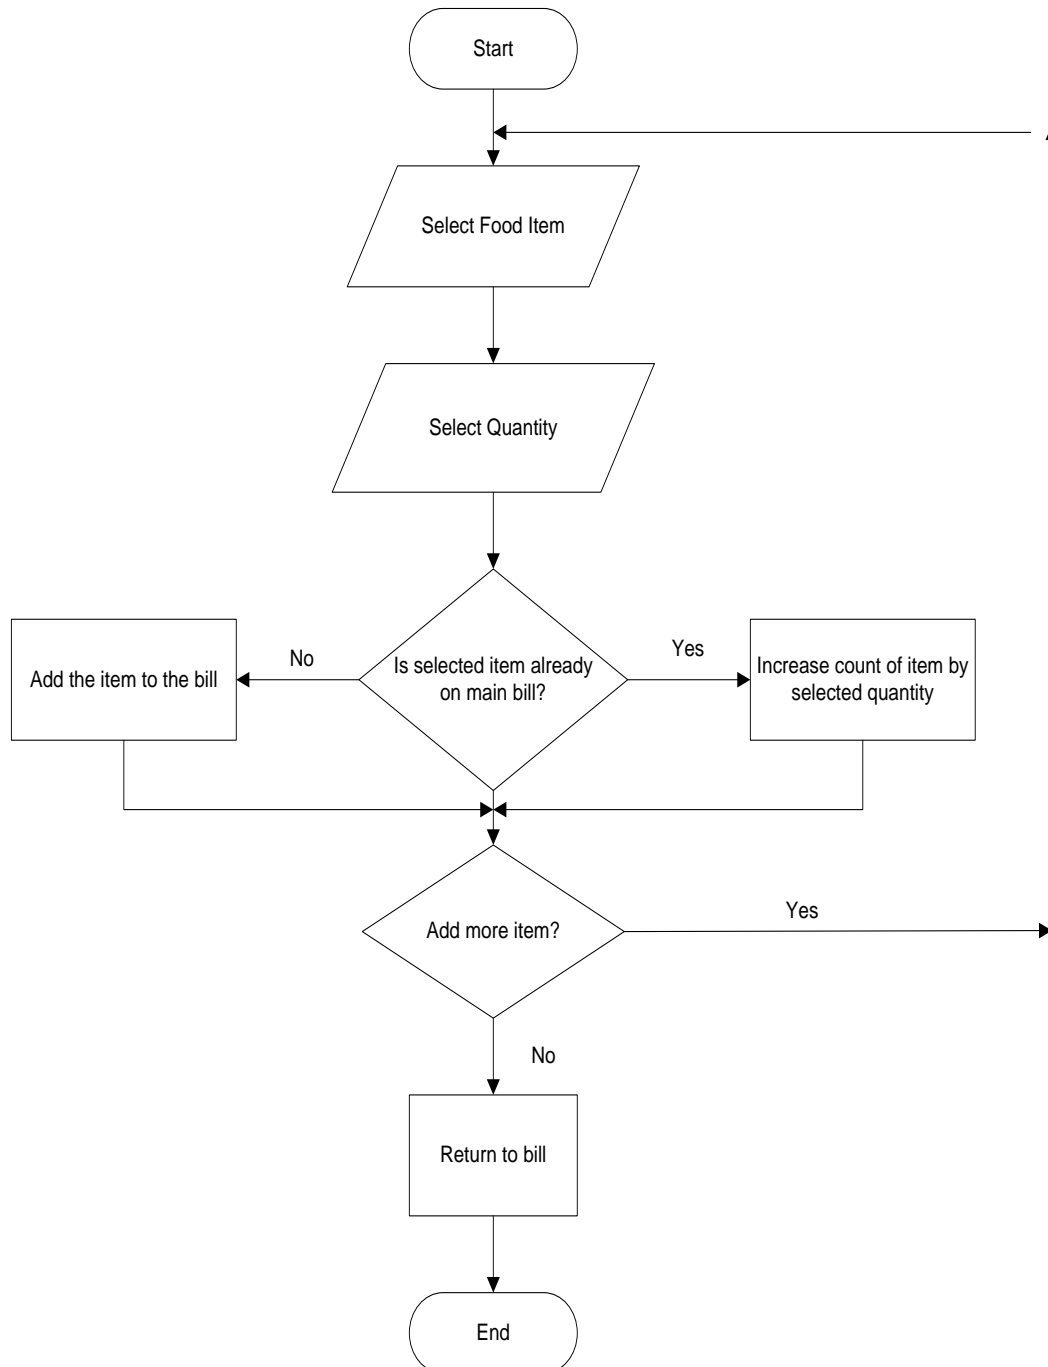 Start
Select Food Item
Select Quantity
Add the item to the bill
No
Is selected item already
on main bill?
Yes
Increase count of item by
selected quantity
Add more item?
Yes
No
Return to bill
End